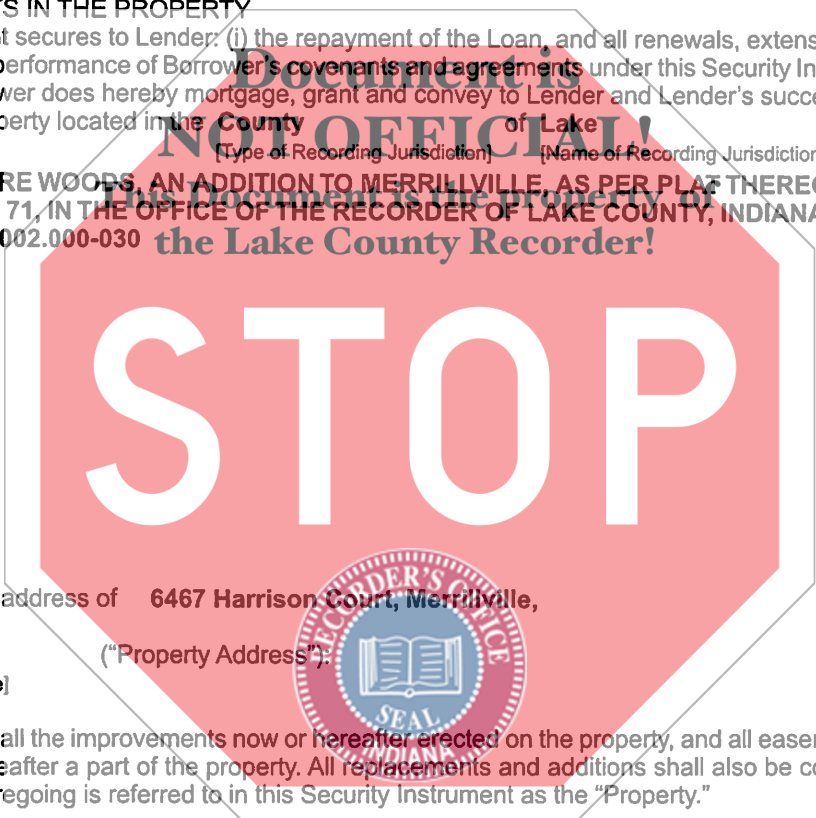 S IN THE PROPERTY
t secures to Lender: (i) the repayment of the Loan, and all renewals, extens
Document is
performance of Borrower's covenants and agreements under this Security In
wer does hereby mortgage, grant and convey to Lender and Lender's succe
perty located in the County of Lake
NOT OFFICIAL!
[Type of Recording Jurisdiction] [Name of Recording Jurisdiction
RE WOODS, AN ADDITION TO MERRILLVILLE, AS PER PLAT THEREO
This Document is the property of
71, IN THE OFFICE OF THE RECORDER OF LAKE COUNTY, INDIANA
002.000-030
the Lake County Recorder!
STOP
address of 6467 Harrison Court, Merrillville,
RECORDER'S OFFICE
("Property Address"):
e]
SEAL
INDIANA
all the improvements now or hereafter erected on the property, and all easem
eafter a part of the property. All replacements and additions shall also be co
regoing is referred to in this Security Instrument as the “Property.”